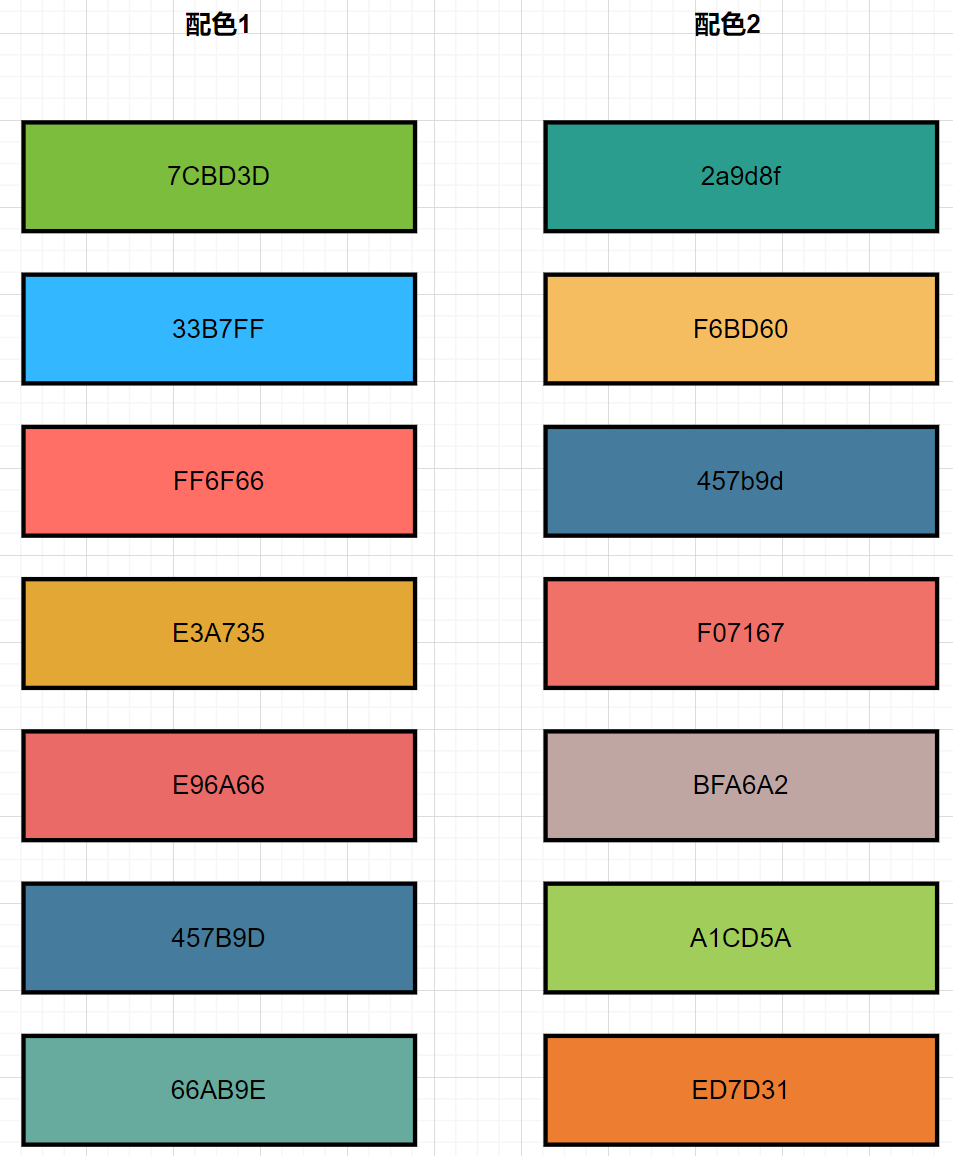 配色1
配色2
7CBD3D
2a9d8f
33B7FF
F6BD60
FF6F66
457b9d
E3A735
F07167
E96A66
BFA6A2
457B9D
A1CD5A
66AB9E
ED7D31